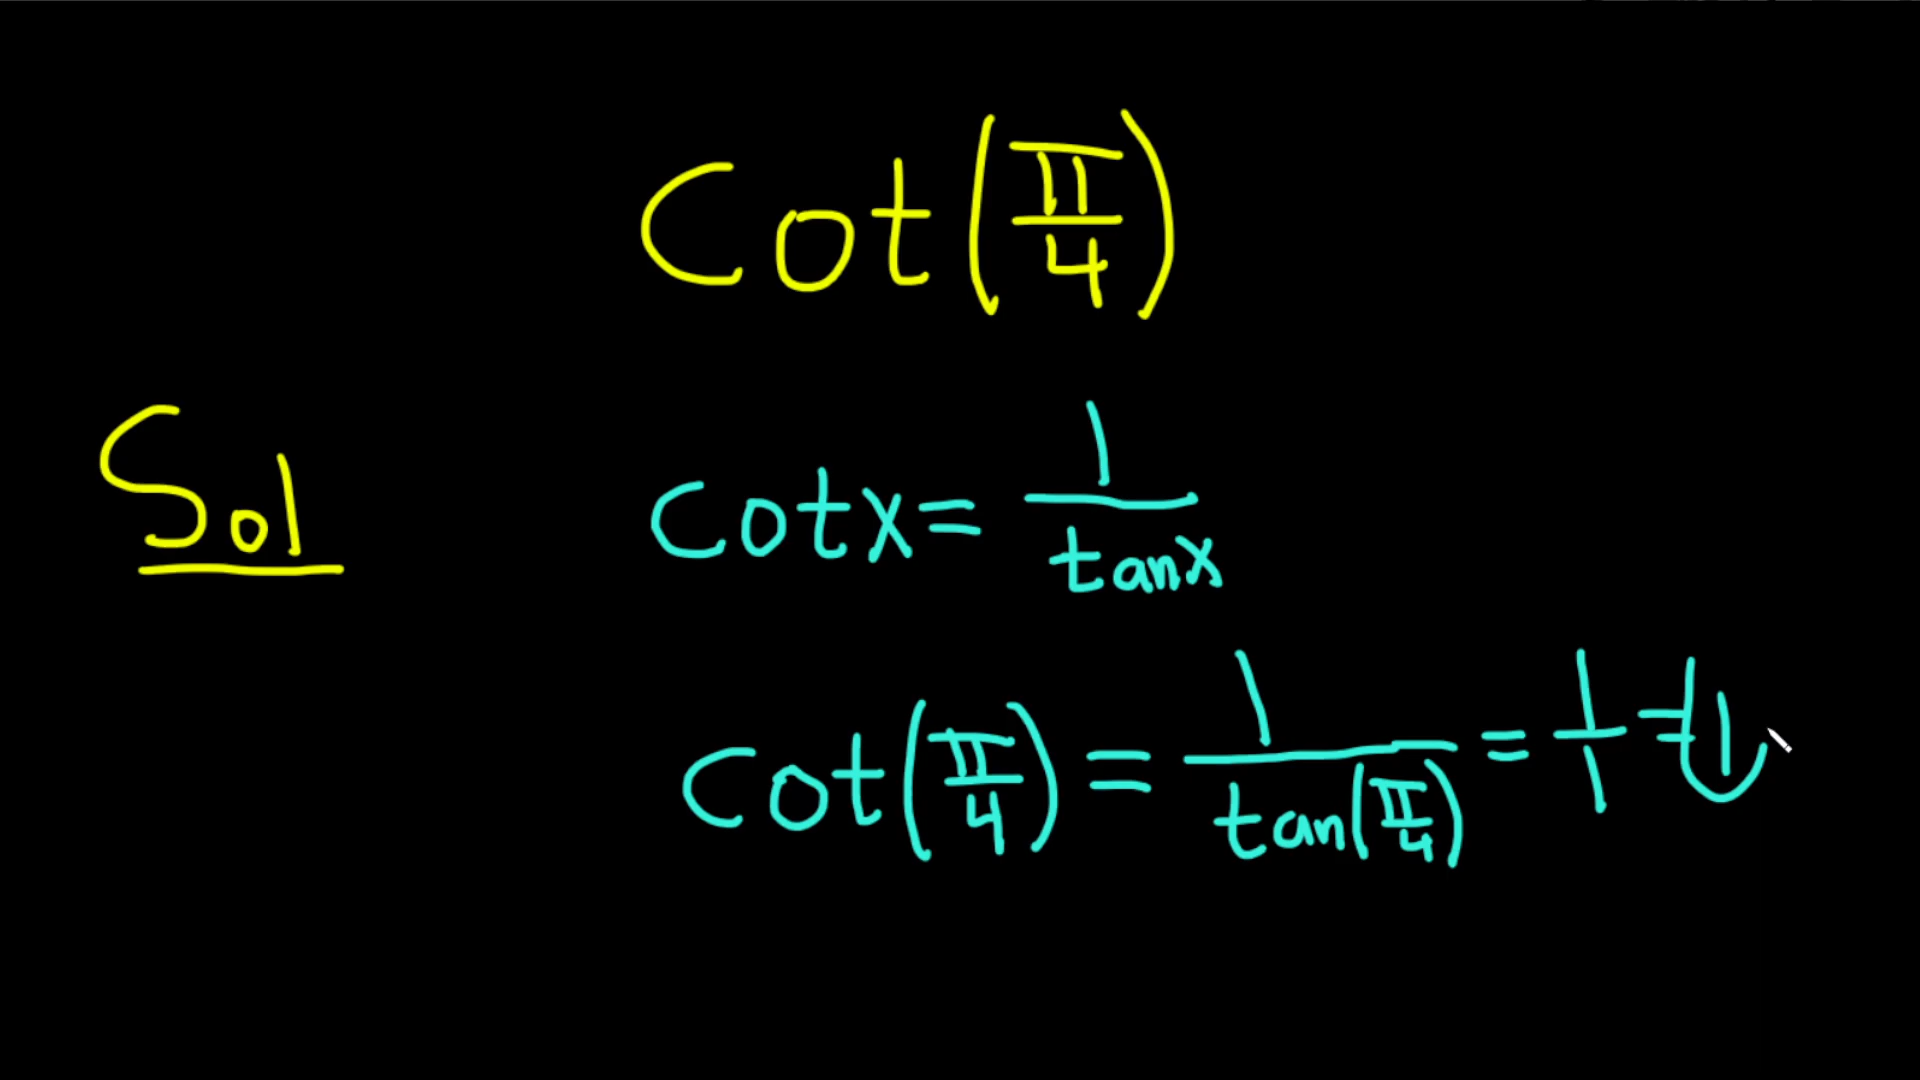 Cot(π/4)
Sol
cotx = 1/tanx
cot(π/4) = 1/tan(π/4) = 1/1 = 1